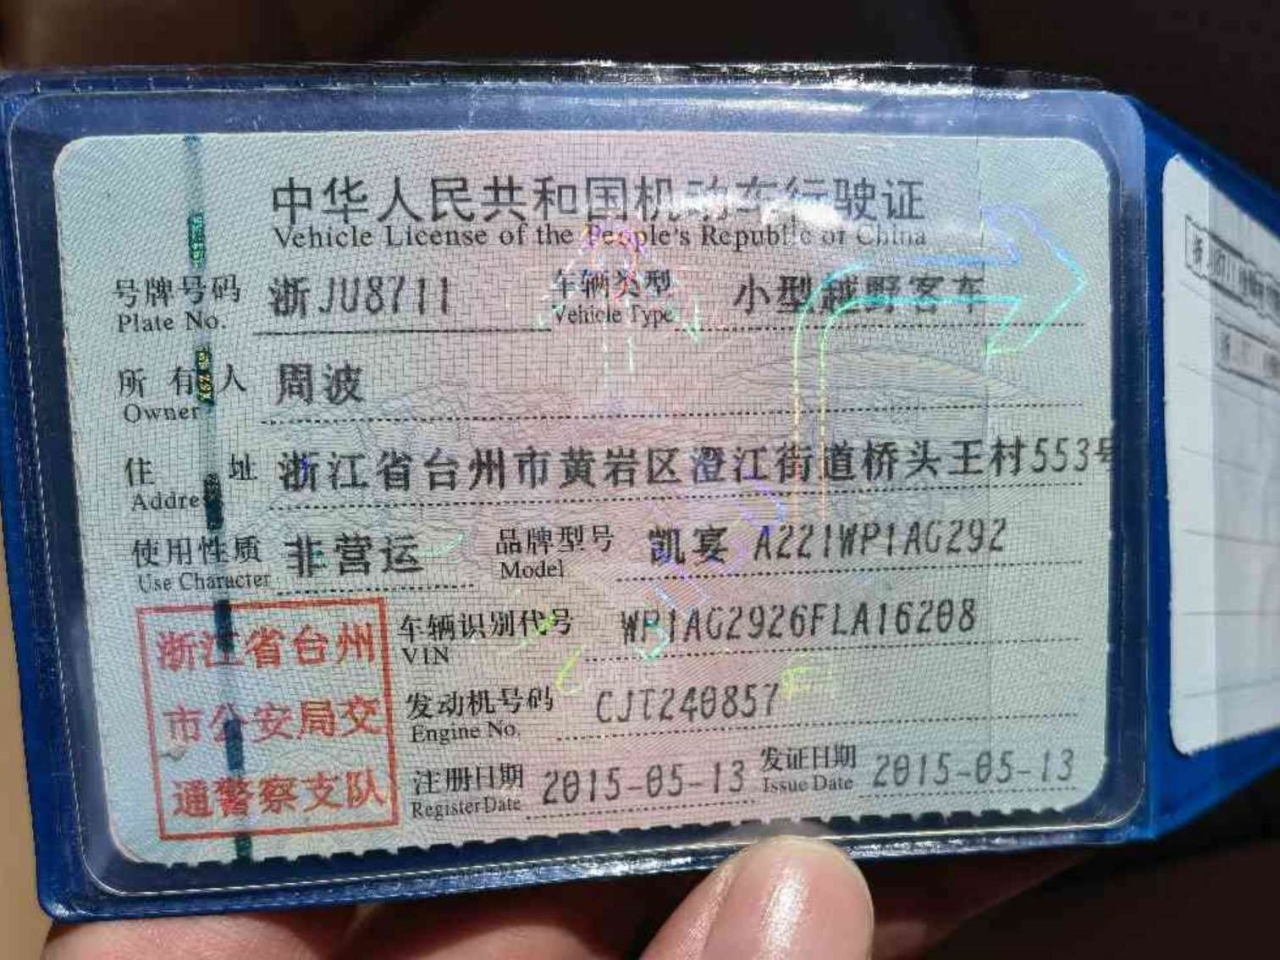 中华人民共和国机动车行驶证
Vehicle License of the People's Republic of China
号牌号码 浙JU8711 车辆类型 小型越野客车
Plate No. Vehicle Type
所有人 周波
Owner
住址 浙江省台州市黄岩区澄江街道桥头王村553号
Addre
使用性质 非营运 品牌型号 凯宴 A221WP1AG292
Use Character Model
浙江省台州
市公安局交
通警察支队
车辆识别代号 WP1AG2926FLA16208
VIN
发动机号码 CJT240857
Engine No.
注册日期 2015-05-13 发证日期 2015-05-13
Register Date Issue Date